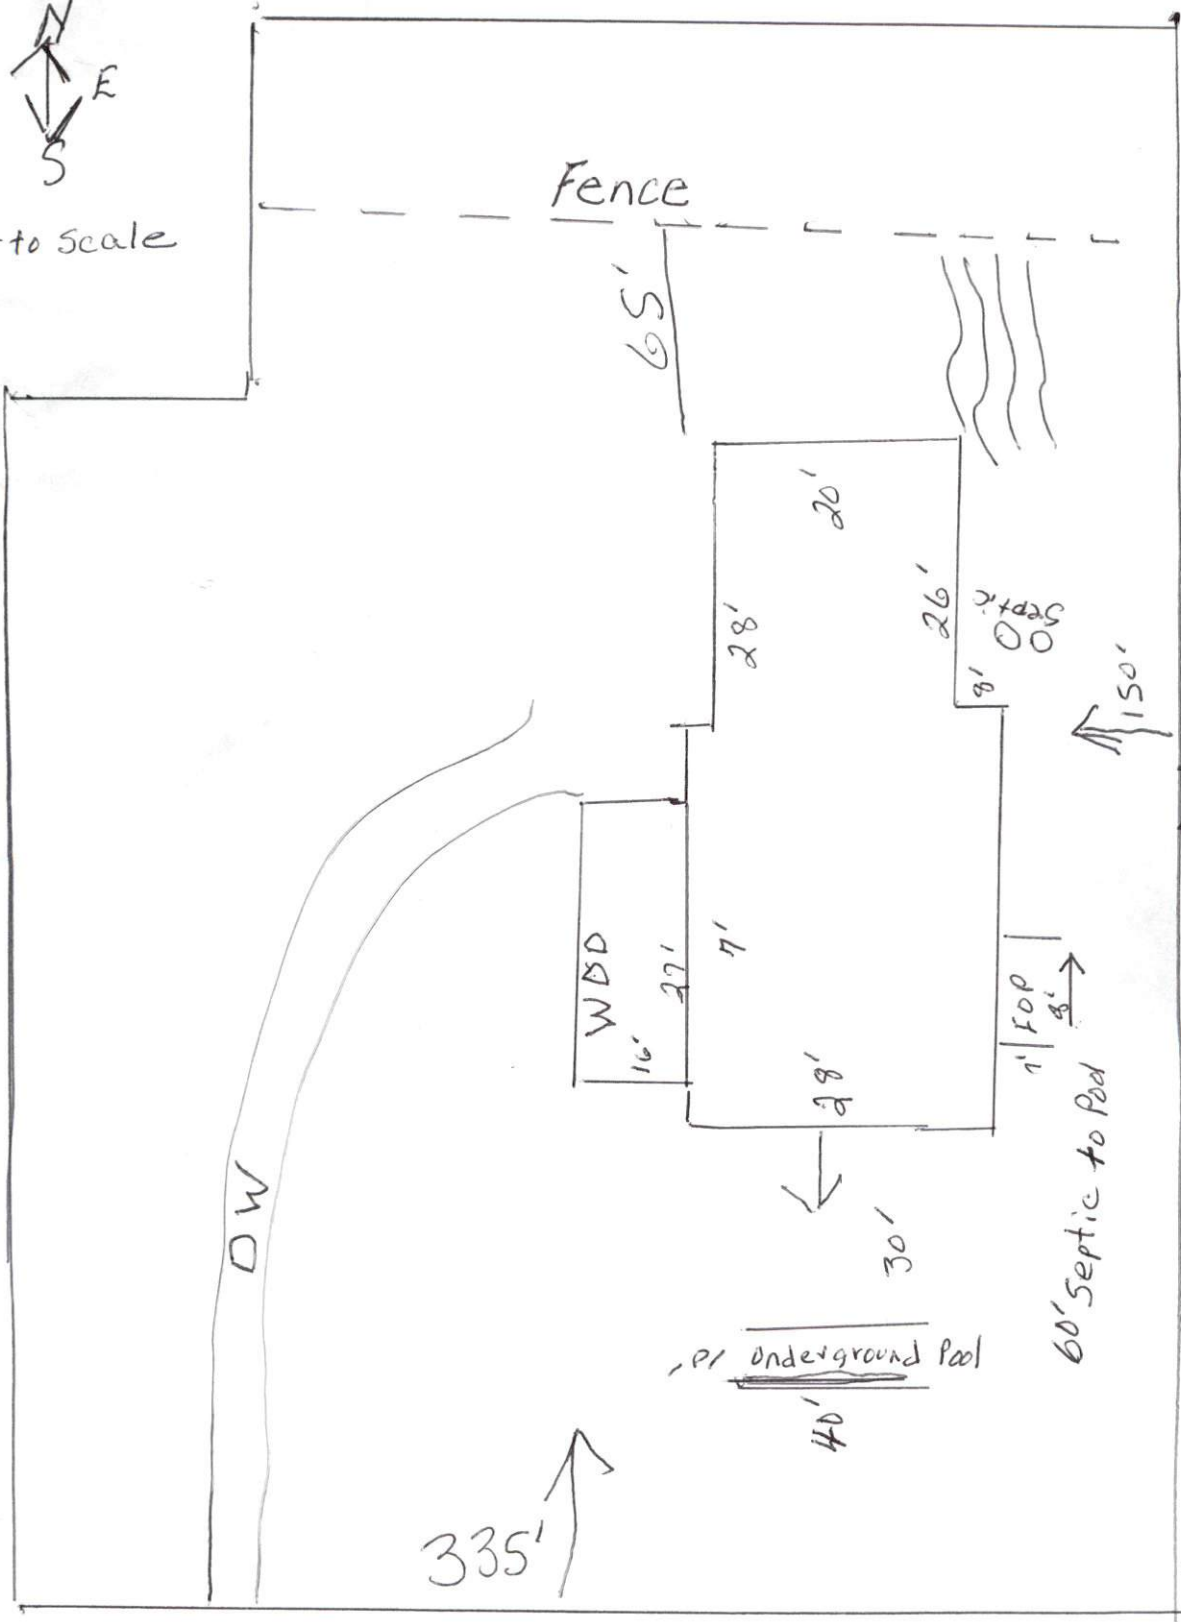 N
E
S
to scale
Fence
65'
20'
28'
26'
Septic
8'
150'
WDD
27'
7'
16'
FOP
8'
7'
28'
DW
30'
Underground Pool
60' Septic to Pool
40'
335'